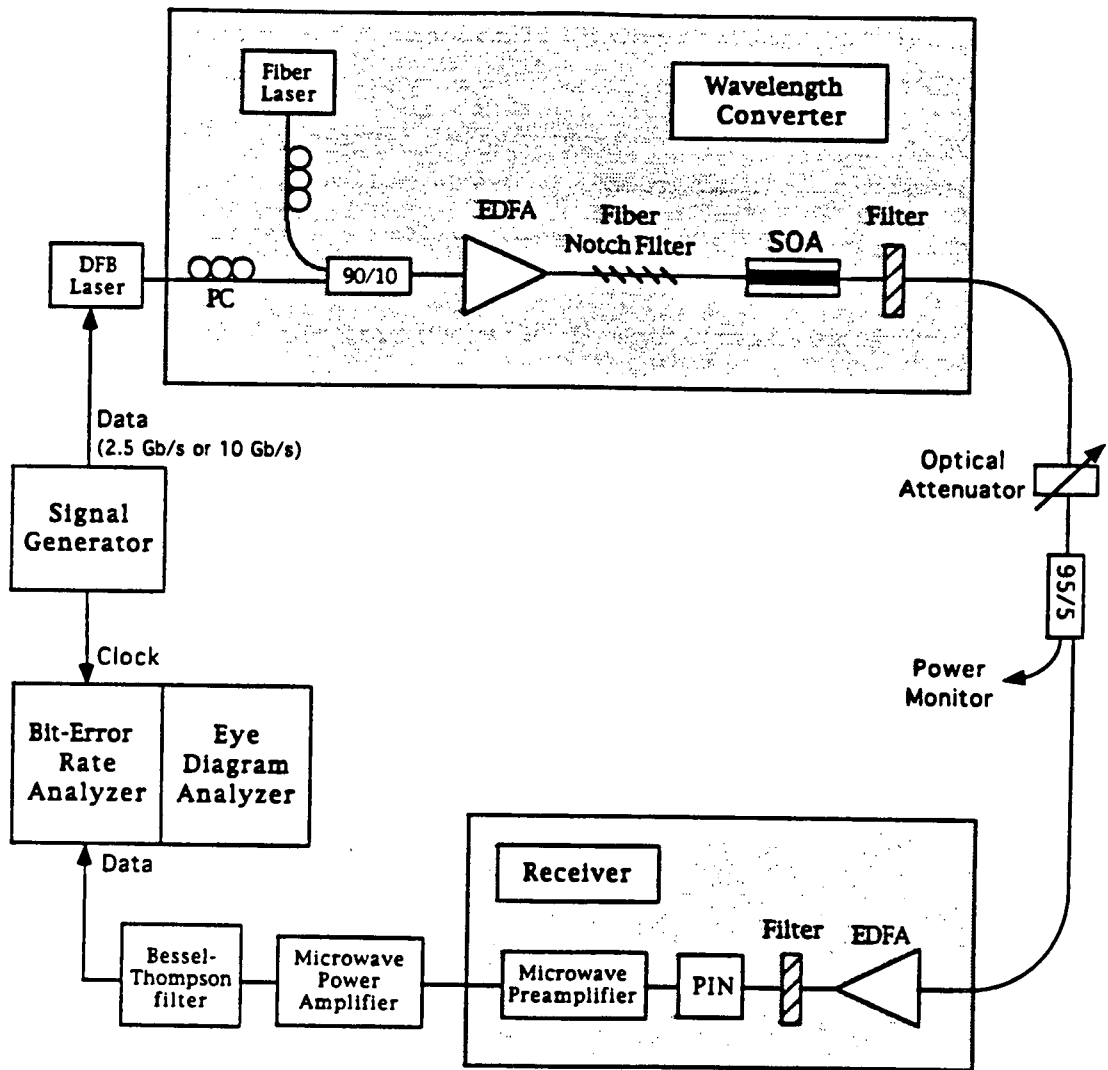 Fiber
Laser
Wavelength
Converter
EDFA
Fiber
Notch Filter
SOA
Filter
DFB
Laser
PC
90/10
Data
(2.5 Gb/s or 10 Gb/s)
Optical
Attenuator
Signal
Generator
95/5
Clock
Power
Monitor
Bit-Error
Rate
Analyzer
Eye
Diagram
Analyzer
Data
Receiver
Filter
EDFA
Bessel-
Thompson
filter
Microwave
Power
Amplifier
Microwave
Preamplifier
PIN